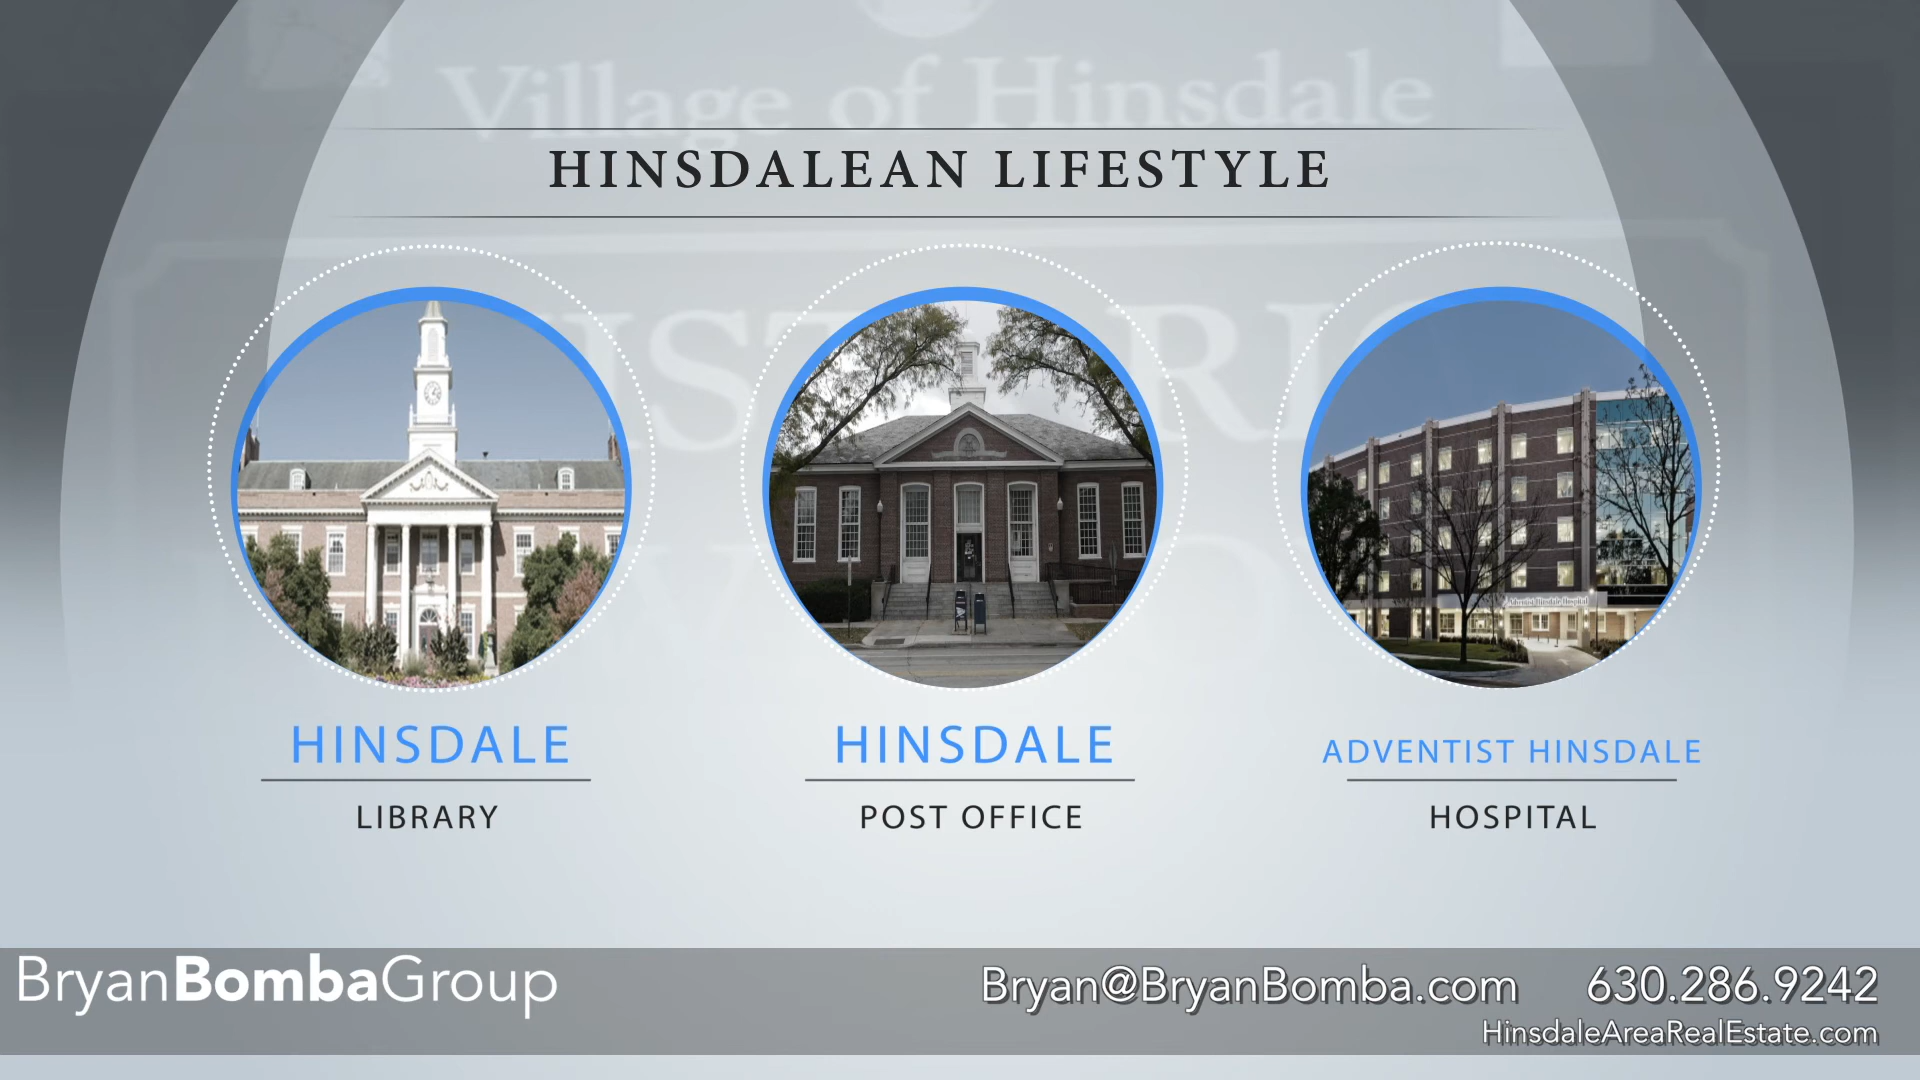 Village of Hinsdale
HINSDALEAN LIFESTYLE
HINSDALE
LIBRARY
HINSDALE
POST OFFICE
ADVENTIST HINSDALE
HOSPITAL
BryanBombaGroup
Bryan@BryanBomba.com 630.286.9242
HinsdaleAreaRealEstate.com